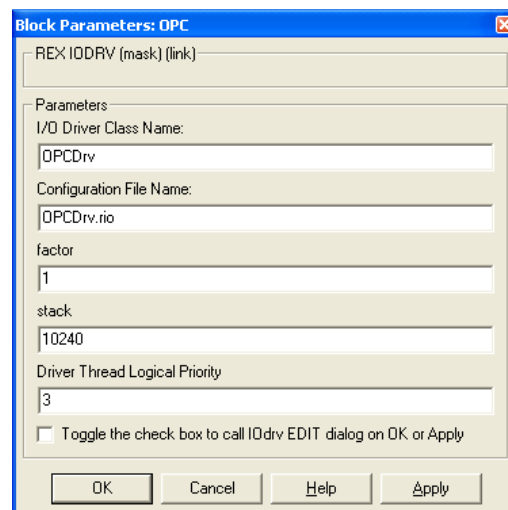 Block Parameters: OPC
REX IODRV (mask) (link)
Parameters
I/O Driver Class Name:
OPCDrv
Configuration File Name:
OPCDrv.rio
factor
1
stack
10240
Driver Thread Logical Priority
3
Toggle the check box to call IOdrv EDIT dialog on OK or Apply
OK Cancel Help Apply